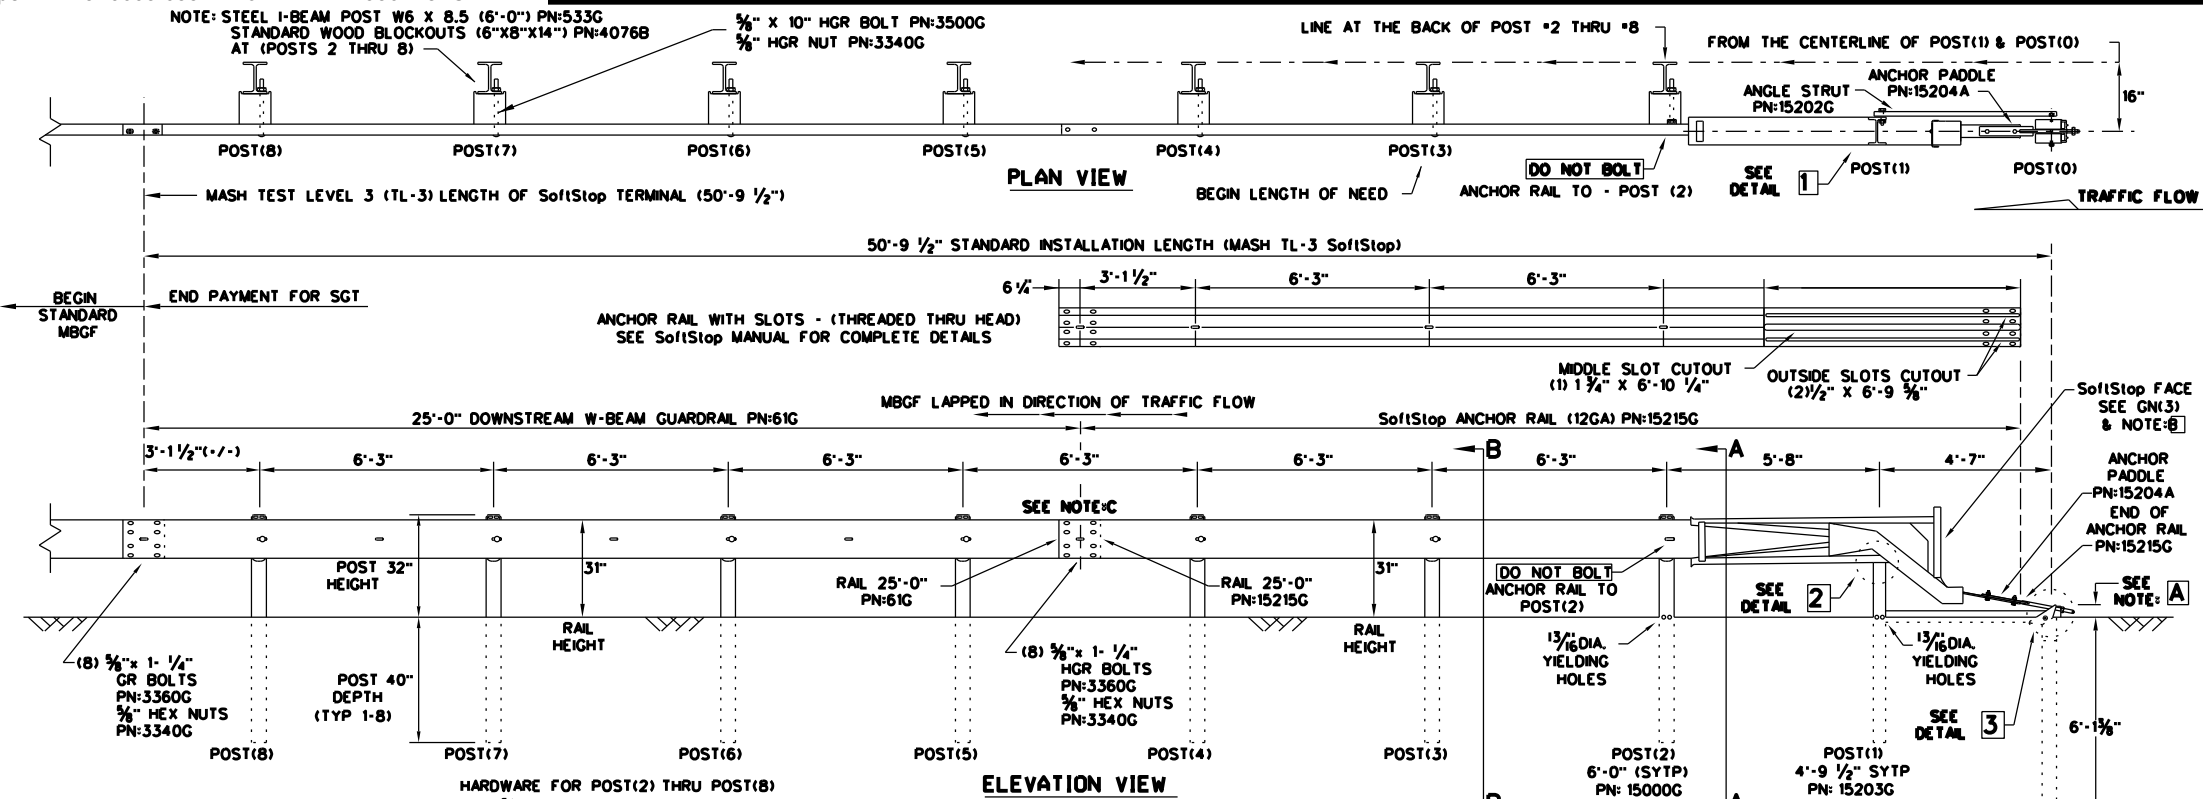 NOTE: STEEL I-BEAM POST W6 X 8.5 (6'-0") PN:533G
STANDARD WOOD BLOCKOUTS (6"X8"X14") PN:4076B
AT (POSTS 2 THRU 8)
5/8" X 10" HGR BOLT PN:3500G
5/8" HGR NUT PN:3340G
LINE AT THE BACK OF POST #2 THRU #8
FROM THE CENTERLINE OF POST(1) & POST(0)
ANCHOR PADDLE
PN:15204A
ANGLE STRUT
PN:15202G
16"
POST(8)
POST(7)
POST(6)
POST(5)
POST(4)
POST(3)
POST(1)
POST(0)
PLAN VIEW
DO NOT BOLT
ANCHOR RAIL TO - POST (2)
SEE
DETAIL 1
BEGIN LENGTH OF NEED
MASH TEST LEVEL 3 (TL-3) LENGTH OF SoftStop TERMINAL (50'-9 1/2")
TRAFFIC FLOW
50'-9 1/2" STANDARD INSTALLATION LENGTH (MASH TL-3 SoftStop)
BEGIN
STANDARD
MBGF
END PAYMENT FOR SGT
6 1/4"
3'-1 1/2"
6'-3"
6'-3"
ANCHOR RAIL WITH SLOTS - (THREADED THRU HEAD)
SEE SoftStop MANUAL FOR COMPLETE DETAILS
MIDDLE SLOT CUTOUT
(1) 1 3/4" X 6'-10 1/4"
OUTSIDE SLOTS CUTOUT
(2)1/2" X 6'-9 5/8"
MBGF LAPPED IN DIRECTION OF TRAFFIC FLOW
25'-0" DOWNSTREAM W-BEAM GUARDRAIL PN:61G
SoftStop ANCHOR RAIL (12GA) PN:15215G
SoftStop FACE
SEE GN(3)
& NOTE:B
3'-1 1/2"(+/-)
6'-3"
6'-3"
6'-3"
6'-3"
6'-3"
6'-3"
5'-8"
4'-7"
B
A
ANCHOR
PADDLE
PN:15204A
END OF
ANCHOR RAIL
PN:15215G
SEE NOTE:C
POST 32"
HEIGHT
31"
RAIL
HEIGHT
RAIL 25'-0"
PN:61G
RAIL 25'-0"
PN:15215G
31"
RAIL
HEIGHT
DO NOT BOLT
ANCHOR RAIL TO
POST(2)
SEE
DETAIL 2
SEE
NOTE: A
(8) 5/8"x 1- 1/4"
GR BOLTS
PN:3360G
5/8" HEX NUTS
PN:3340G
POST 40"
DEPTH
(TYP 1-8)
(8) 5/8"x 1- 1/4"
HGR BOLTS
PN:3360G
5/8" HEX NUTS
PN:3340G
13/16"DIA.
YIELDING
HOLES
13/16"DIA.
YIELDING
HOLES
SEE
DETAIL 3
6'-1 3/8"
POST(8)
POST(7)
POST(6)
POST(5)
POST(4)
POST(3)
POST(2)
6'-0" (SYTP)
PN: 15000G
POST(1)
4'-9 1/2" SYTP
PN: 15203G
HARDWARE FOR POST(2) THRU POST(8)
ELEVATION VIEW